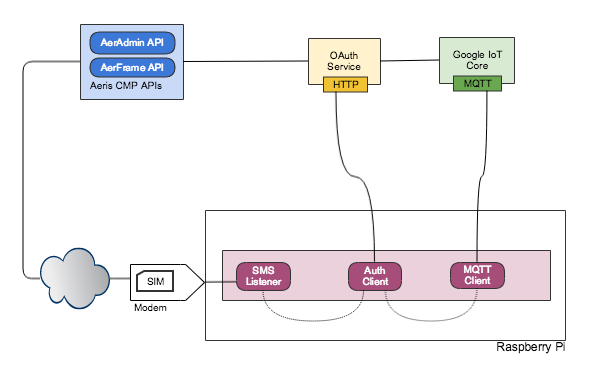 AerAdmin API
AerFrame API
Aeris CMP APIs
OAuth
Service
HTTP
Google IoT
Core
MQTT
SMS
Listener
Auth
Client
MQTT
Client
SIM
Modem
Raspberry Pi